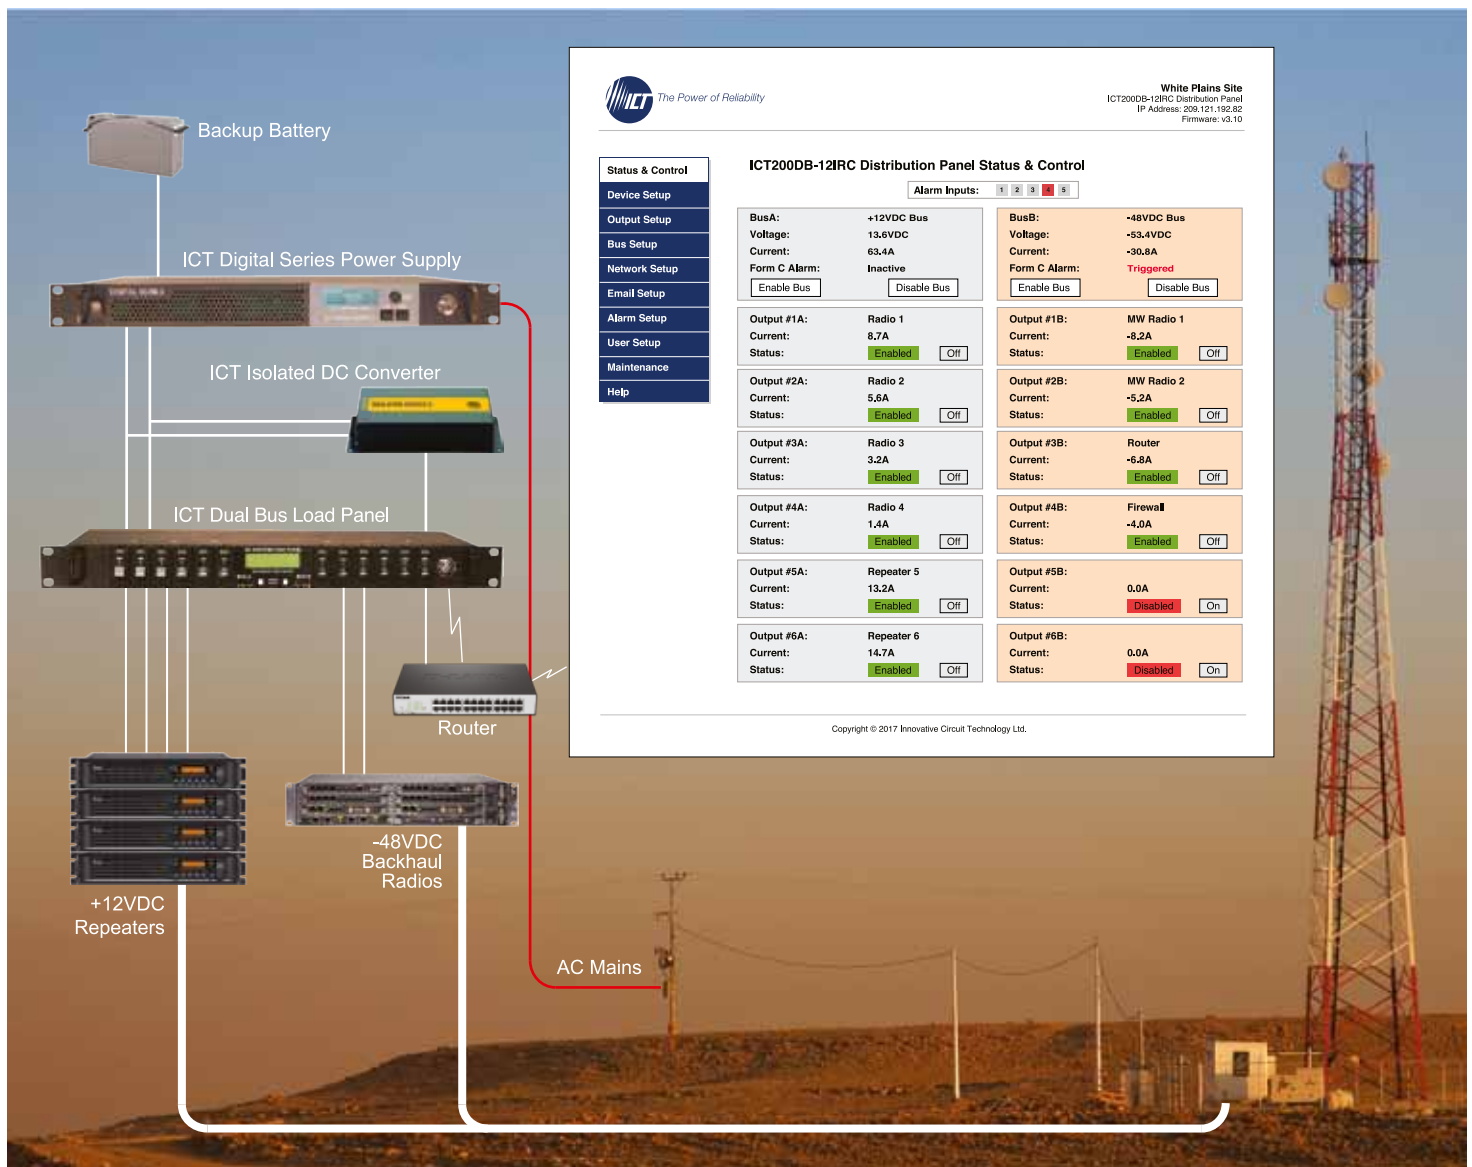 Backup Battery
ICT Digital Series Power Supply
ICT Isolated DC Converter
ICT Dual Bus Load Panel
Router
-48VDC
Backhaul
Radios
+12VDC
Repeaters
AC Mains
ICT The Power of Reliability
White Plains Site
ICT200DB-12IRC Distribution Panel
IP Address: 209.121.192.82
Firmware: v3.10
Status & Control
Device Setup
Output Setup
Bus Setup
Network Setup
Email Setup
Alarm Setup
User Setup
Maintenance
Help
ICT200DB-12IRC Distribution Panel Status & Control
Alarm Inputs: 1 2 3 4 5
BusA: +12VDC Bus
Voltage: 13.6VDC
Current: 63.4A
Form C Alarm: Inactive
Enable Bus Disable Bus
BusB: -48VDC Bus
Voltage: -53.4VDC
Current: -30.8A
Form C Alarm: Triggered
Enable Bus Disable Bus
Output #1A: Radio 1
Current: 8.7A
Status: Enabled Off
Output #1B: MW Radio 1
Current: -8.2A
Status: Enabled Off
Output #2A: Radio 2
Current: 5.6A
Status: Enabled Off
Output #2B: MW Radio 2
Current: -5.2A
Status: Enabled Off
Output #3A: Radio 3
Current: 3.2A
Status: Enabled Off
Output #3B: Router
Current: -6.8A
Status: Enabled Off
Output #4A: Radio 4
Current: 1.4A
Status: Enabled Off
Output #4B: Firewall
Current: -4.0A
Status: Enabled Off
Output #5A: Repeater 5
Current: 13.2A
Status: Enabled Off
Output #5B:
Current: 0.0A
Status: Disabled On
Output #6A: Repeater 6
Current: 14.7A
Status: Enabled Off
Output #6B:
Current: 0.0A
Status: Disabled On
Copyright © 2017 Innovative Circuit Technology Ltd.